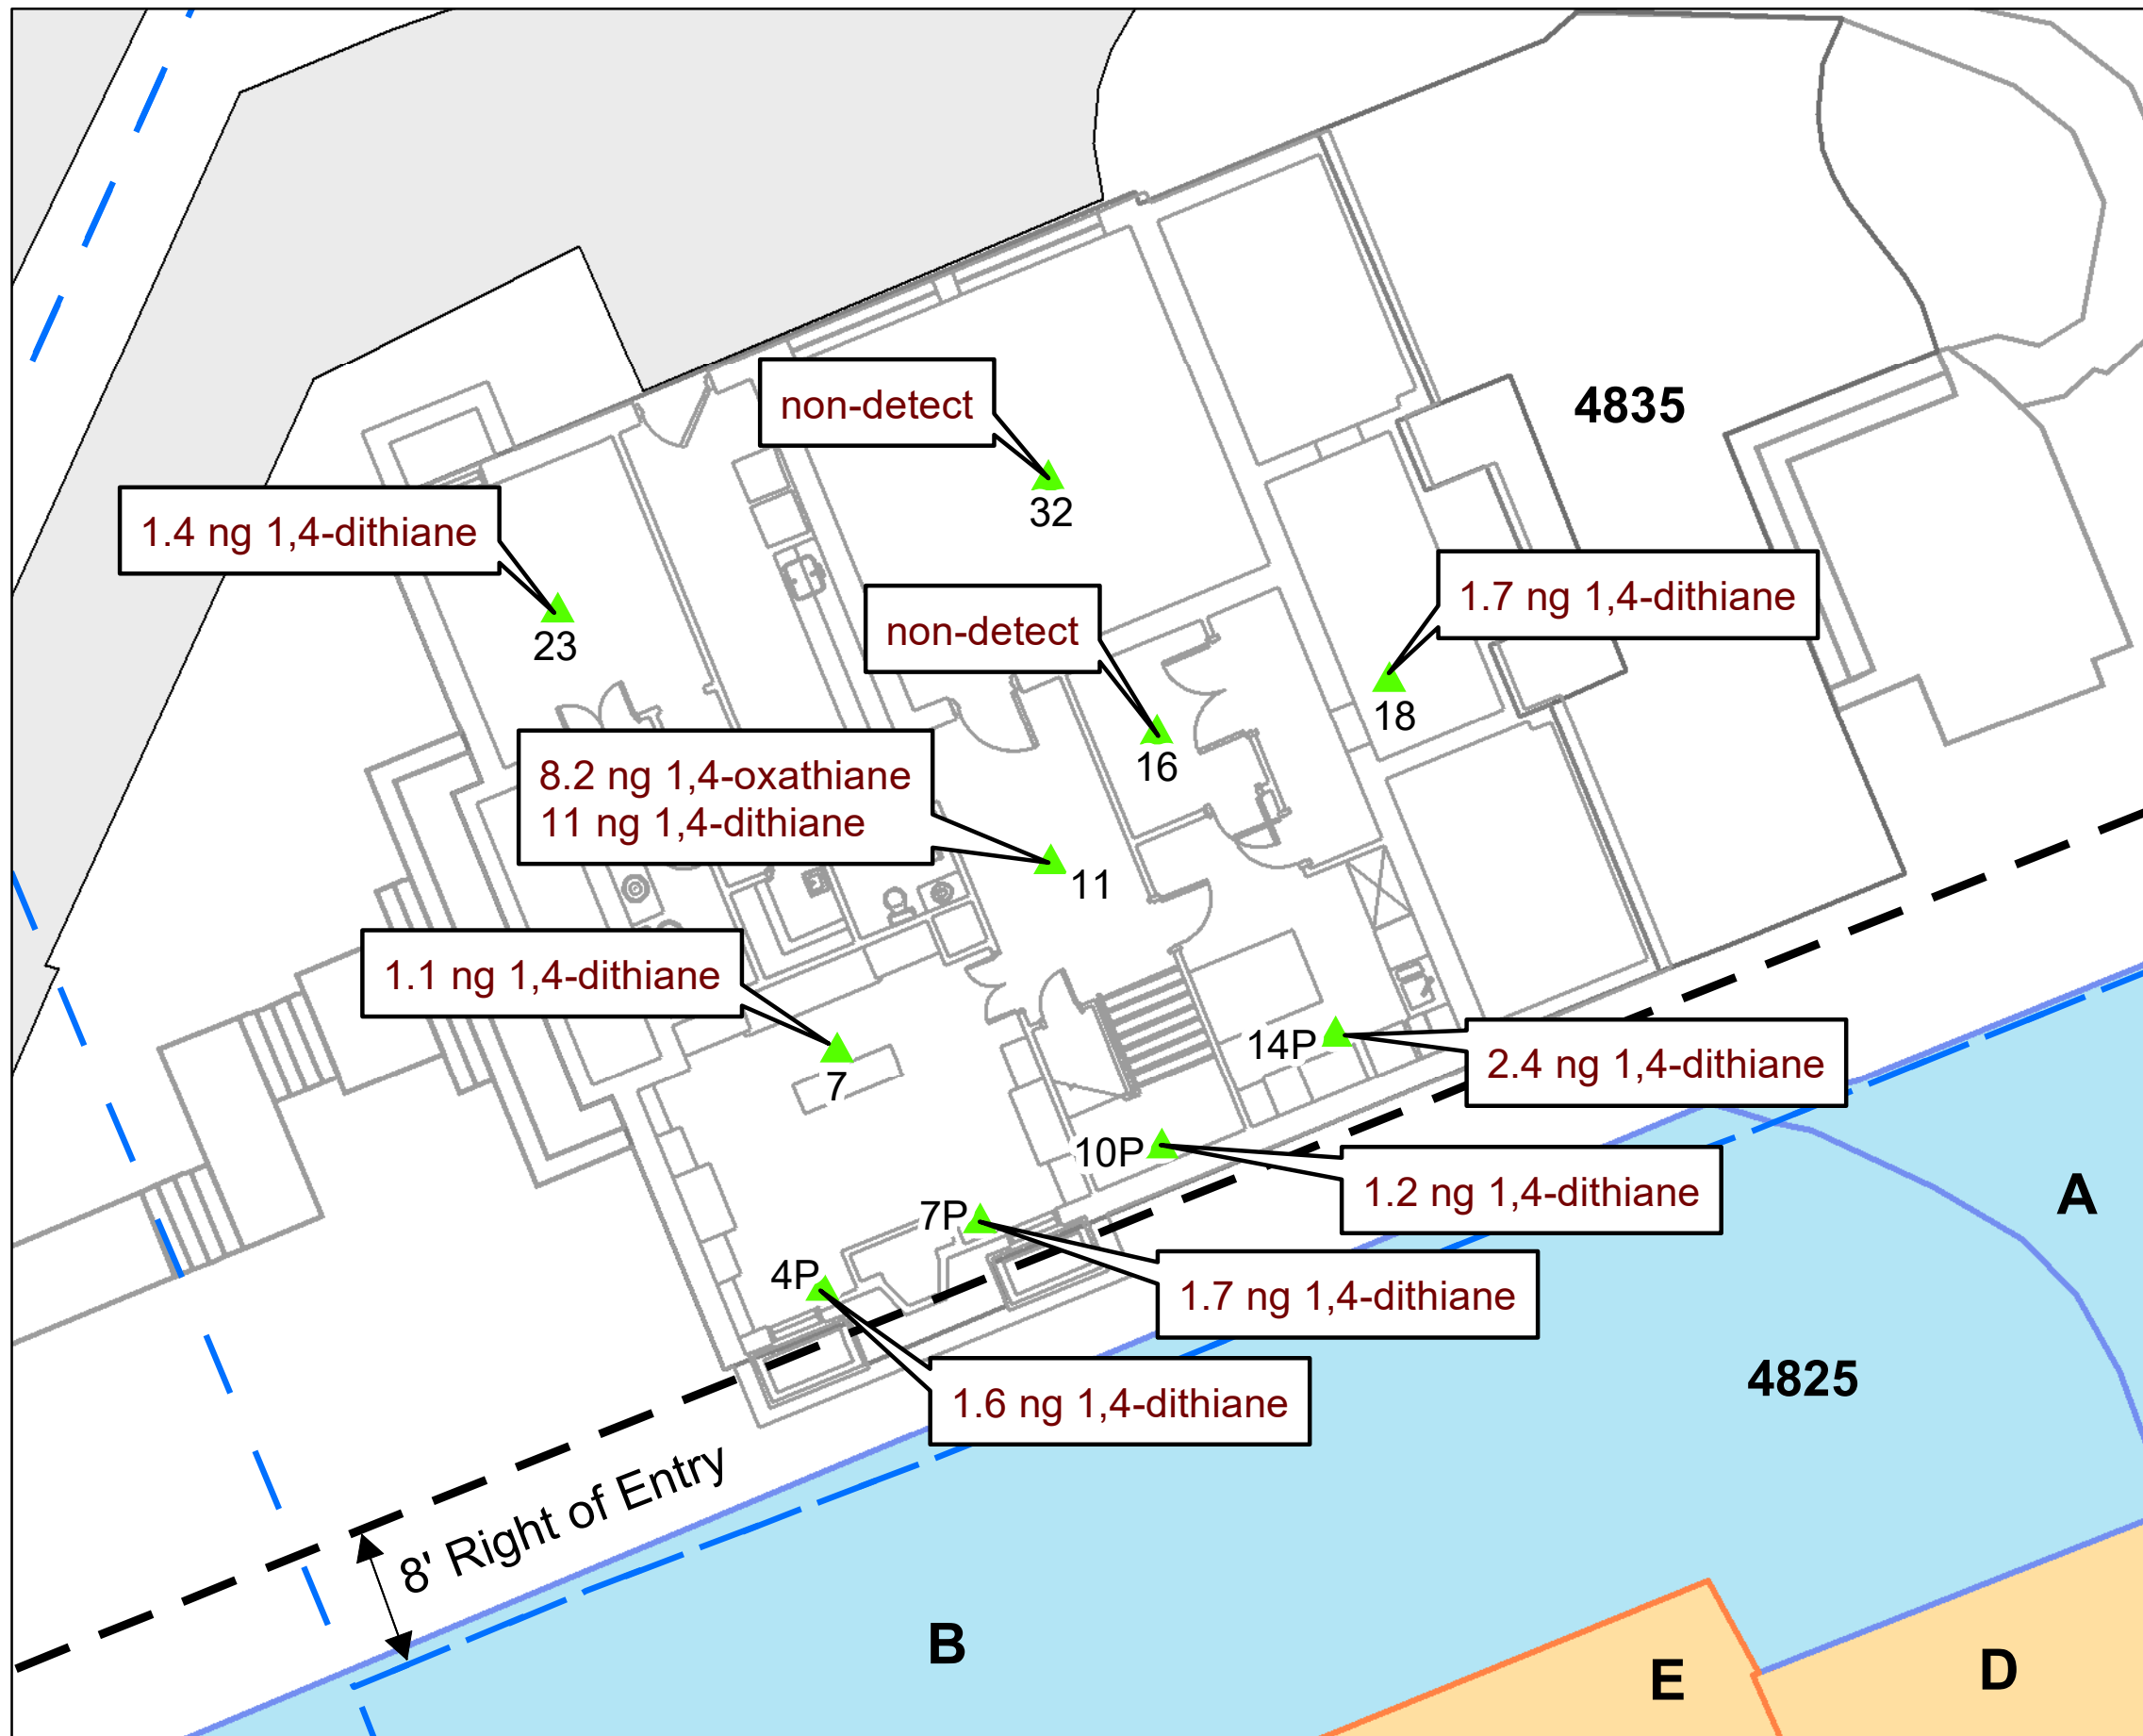 4835
non-detect
32
1.4 ng 1,4-dithiane
23
1.7 ng 1,4-dithiane
18
non-detect
16
8.2 ng 1,4-oxathiane
11 ng 1,4-dithiane
11
1.1 ng 1,4-dithiane
7
14P
2.4 ng 1,4-dithiane
10P
1.2 ng 1,4-dithiane
A
7P
1.7 ng 1,4-dithiane
4P
1.6 ng 1,4-dithiane
4825
8' Right of Entry
B
E
D